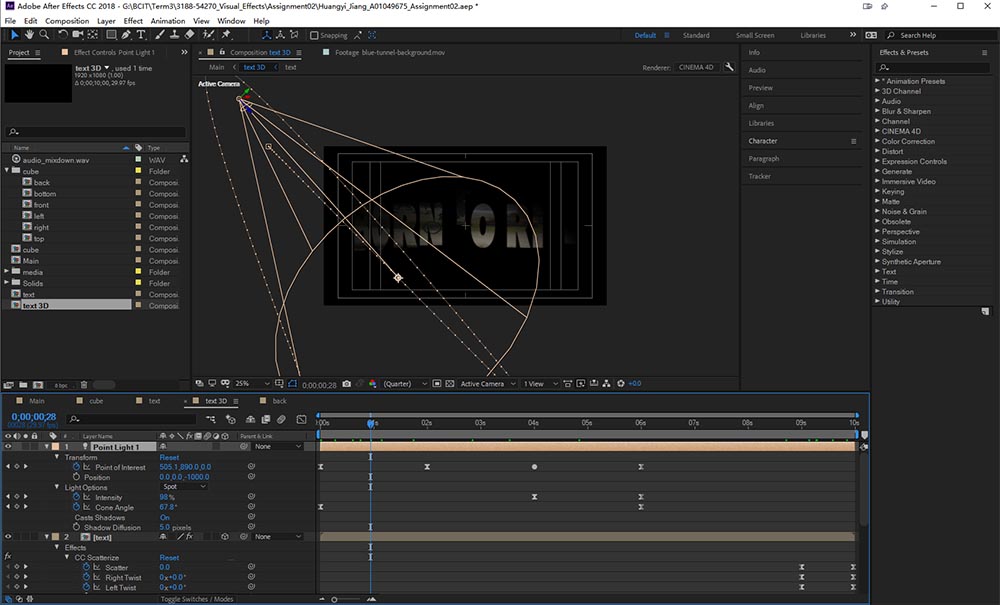 Adobe After Effects CC 2018 - G:\BCIT\Term3\3188-54270_Visual_Effects\Assignment02\Huangyi_Jiang_A01049675_Assignment02.aep *
File Edit Composition Layer Effect Animation View Window Help
Snapping Default Standard Small Screen Libraries Search Help
Project Effect Controls Point Light 1 Composition text 3D Footage blue-tunnel-background.mov
Main text 3D text Renderer: CINEMA 4D
text 3D , used 1 time
1920 x1080 (1.00)
Δ 0;00;10;00, 29.97 fps
Active Camera
Name Type
audio_mixdown.wav WAV
cube Folder
back Composi
bottom Composi
front Composi
left Composi
right Composi
top Composi
cube Composi
Main Composi
media Folder
Solids Folder
text Composi
text 3D Composi
8 bpc
25% 0;00;00;28 (Quarter) Active Camera 1 View +0.0
Info
Audio
Preview
Align
Libraries
Character
Paragraph
Tracker
Effects & Presets
* Animation Presets
3D Channel
Audio
Blur & Sharpen
Channel
CINEMA 4D
Color Correction
Distort
Expression Controls
Generate
Immersive Video
Keying
Matte
Noise & Grain
Obsolete
Perspective
Simulation
Stylize
Synthetic Aperture
Text
Time
Transition
Utility
Main cube text text 3D back
0;00;00;28
00028 (29.97 fps)
02s 03s 04s 05s 06s 07s 08s 09s 10s
# Layer Name Parent & Link
1 Point Light 1 None
Transform Reset
Point of Interest 505.1,890.0,0.0
Position 0.0,0.0,-1000.0
Light Options Spot
Intensity 98%
Cone Angle 67.8°
Casts Shadows On
Shadow Diffusion 5.0 pixels
2 [text] None
Effects
CC Scatterize Reset
Scatter 0.0
Right Twist 0x+0.0°
Left Twist 0x+0.0°
Toggle Switches / Modes